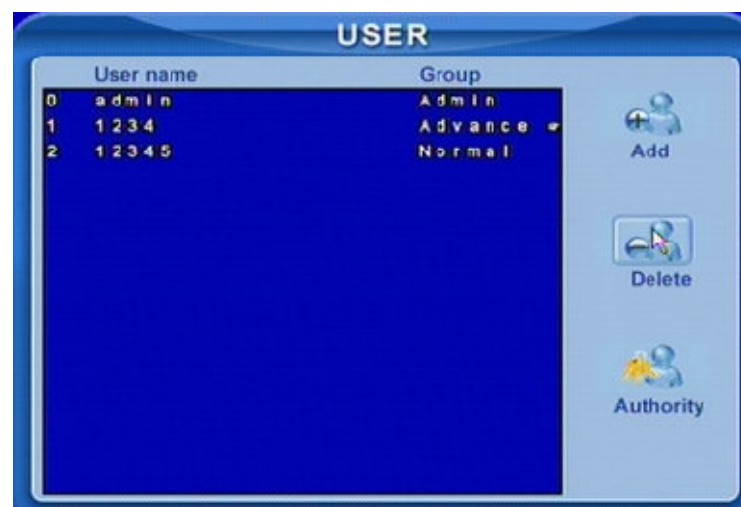 USER
User name Group
0 admin Admin
1 1234 Advance
2 12345 Normal
Add
Delete
Authority